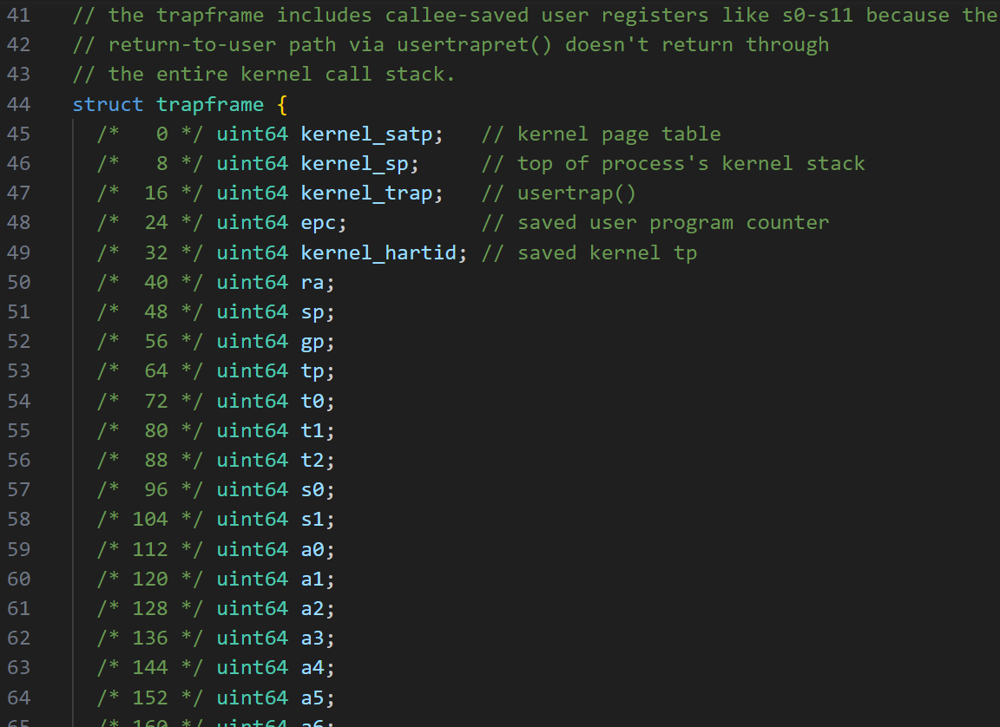 41 // the trapframe includes callee-saved user registers like s0-s11 because the
42 // return-to-user path via usertrapret() doesn't return through
43 // the entire kernel call stack.
44 struct trapframe {
45 /*   0 */ uint64 kernel_satp;   // kernel page table
46 /*   8 */ uint64 kernel_sp;     // top of process's kernel stack
47 /*  16 */ uint64 kernel_trap;   // usertrap()
48 /*  24 */ uint64 epc;           // saved user program counter
49 /*  32 */ uint64 kernel_hartid; // saved kernel tp
50 /*  40 */ uint64 ra;
51 /*  48 */ uint64 sp;
52 /*  56 */ uint64 gp;
53 /*  64 */ uint64 tp;
54 /*  72 */ uint64 t0;
55 /*  80 */ uint64 t1;
56 /*  88 */ uint64 t2;
57 /*  96 */ uint64 s0;
58 /* 104 */ uint64 s1;
59 /* 112 */ uint64 a0;
60 /* 120 */ uint64 a1;
61 /* 128 */ uint64 a2;
62 /* 136 */ uint64 a3;
63 /* 144 */ uint64 a4;
64 /* 152 */ uint64 a5;
65 /* 160 */ uint64 a6;